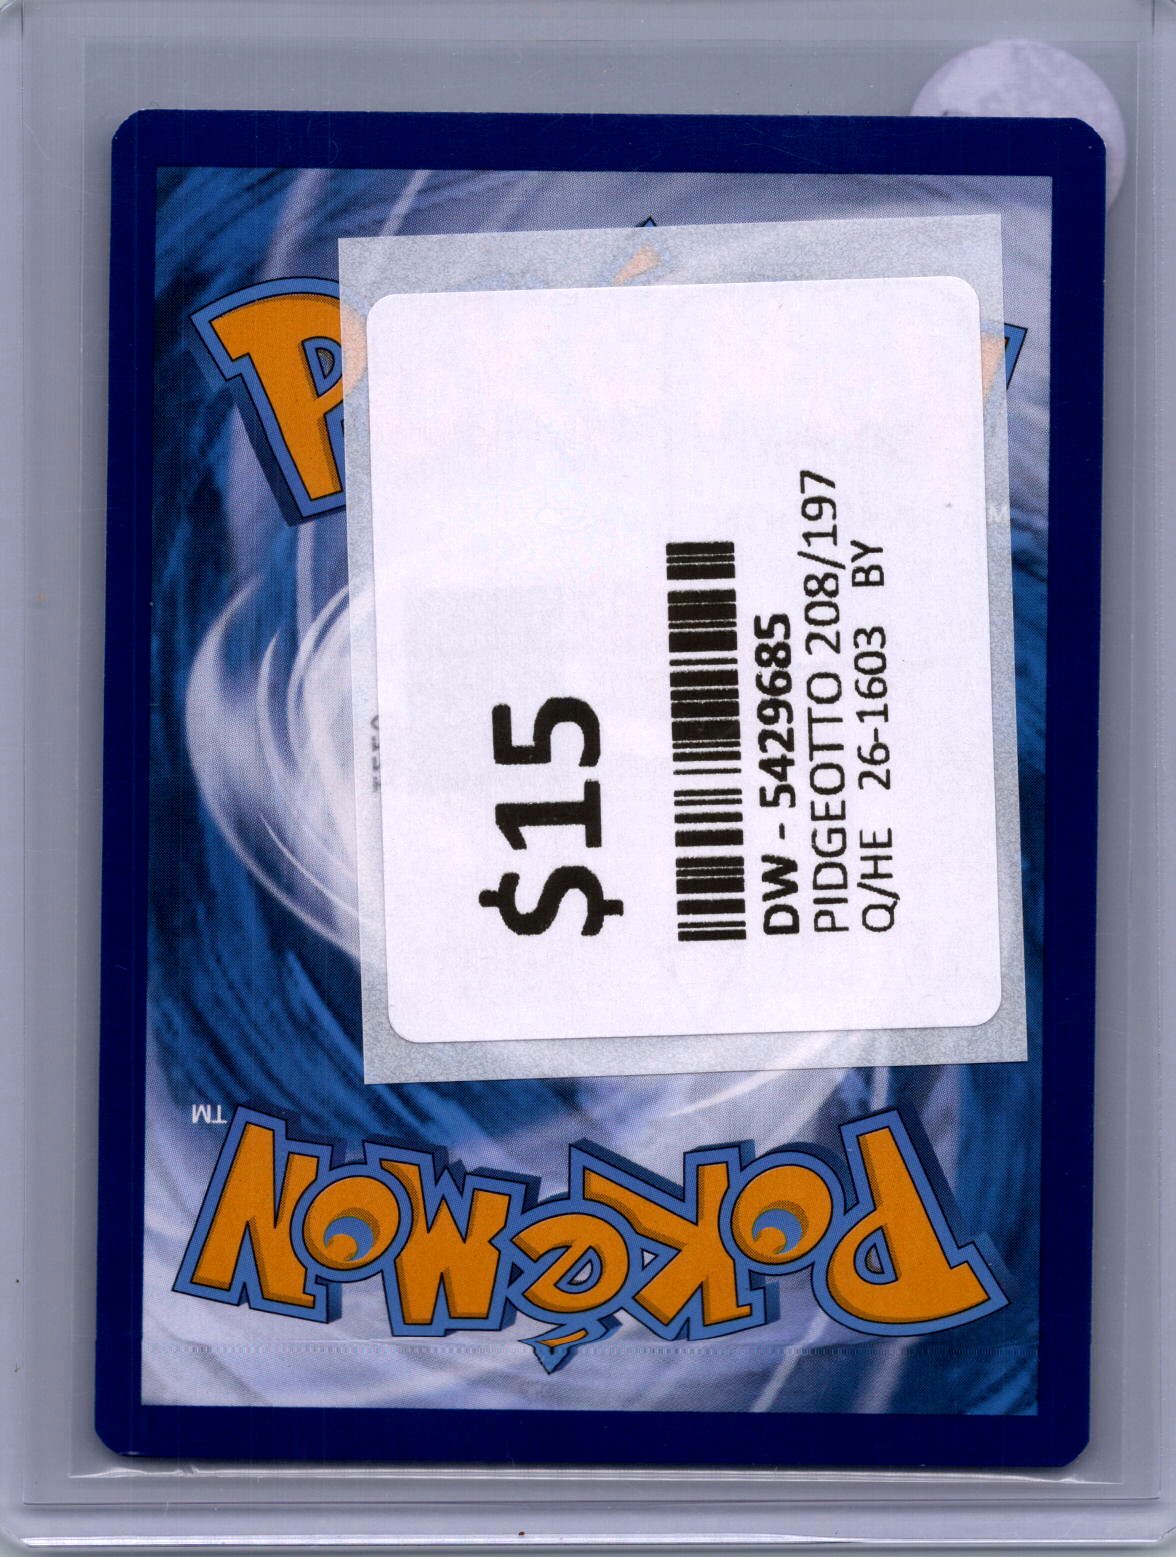 $15
DW - 5429685
PIDGEOTTO 208/197
Q/HE 26-1603 BY
POKéMON
TM